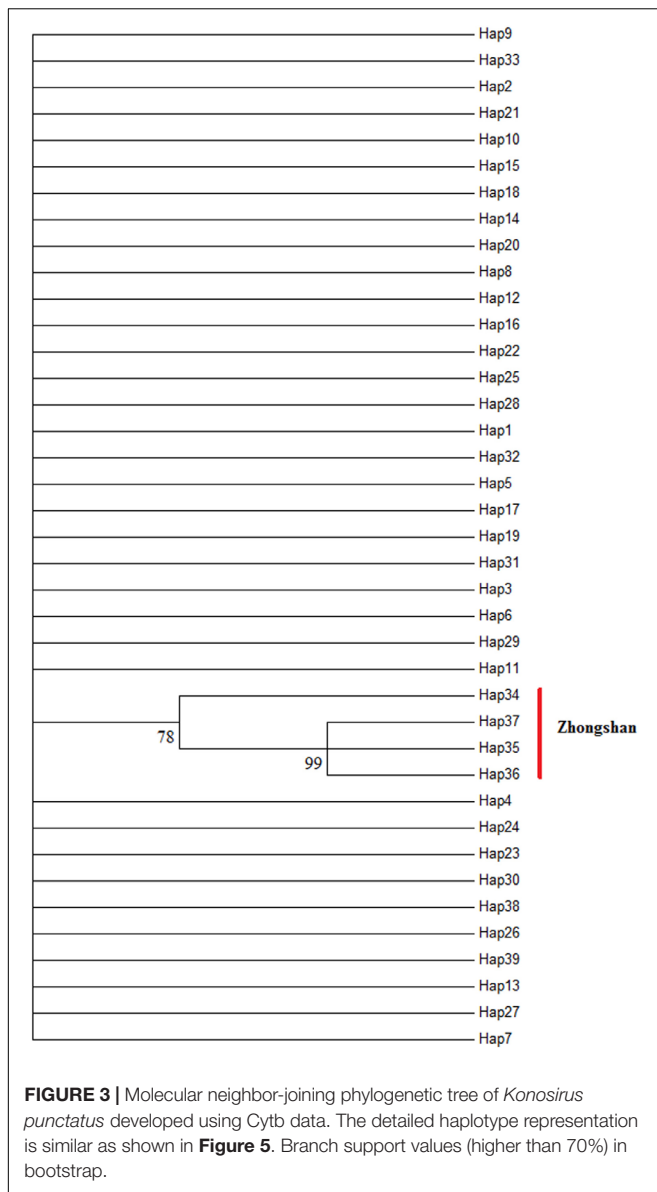 Hap9
Hap33
Hap2
Hap21
Hap10
Hap15
Hap18
Hap14
Hap20
Hap8
Hap12
Hap16
Hap22
Hap25
Hap28
Hap1
Hap32
Hap5
Hap17
Hap19
Hap31
Hap3
Hap6
Hap29
Hap11
Hap34
78
Hap37
Zhongshan
Hap35
99
Hap36
Hap4
Hap24
Hap23
Hap30
Hap38
Hap26
Hap39
Hap13
Hap27
Hap7
FIGURE 3 | Molecular neighbor-joining phylogenetic tree of Konosirus
punctatus developed using Cytb data. The detailed haplotype representation
is similar as shown in Figure 5. Branch support values (higher than 70%) in
bootstrap.